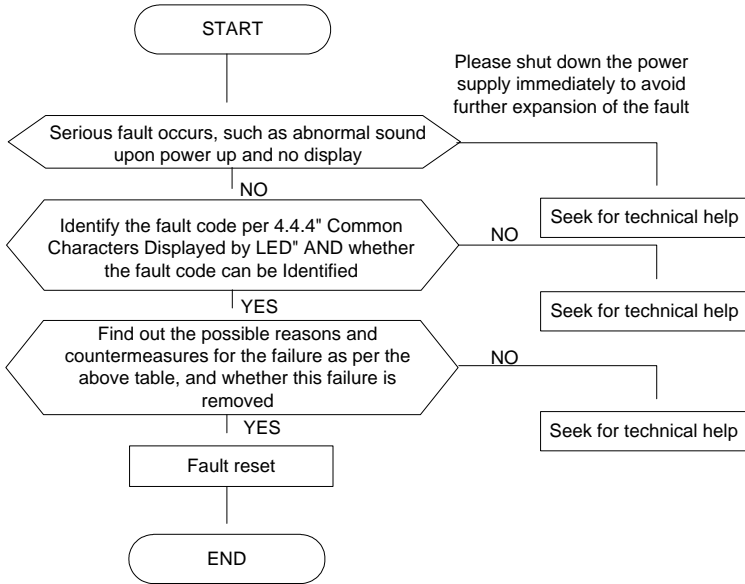 START
Please shut down the power
supply immediately to avoid
further expansion of the fault
Serious fault occurs, such as abnormal sound
upon power up and no display
NO
Seek for technical help
Identify the fault code per 4.4.4" Common
Characters Displayed by LED" AND whether
the fault code can be Identified
NO
YES
Seek for technical help
Find out the possible reasons and
countermeasures for the failure as per the
above table, and whether this failure is
removed
NO
YES
Seek for technical help
Fault reset
END